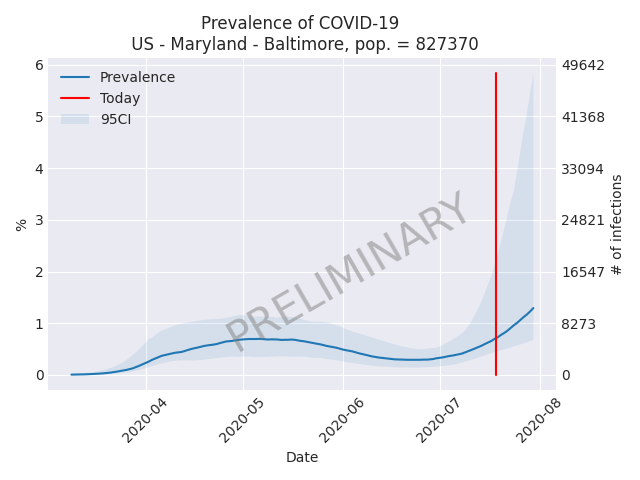 Prevalence of COVID-19
US - Maryland - Baltimore, pop. = 827370
Prevalence
Today
95CI
6
5
4
3
2
1
0
%
49642
41368
33094
24821
16547
8273
0
# of infections
PRELIMINARY
2020-04
2020-05
2020-06
2020-07
2020-08
Date